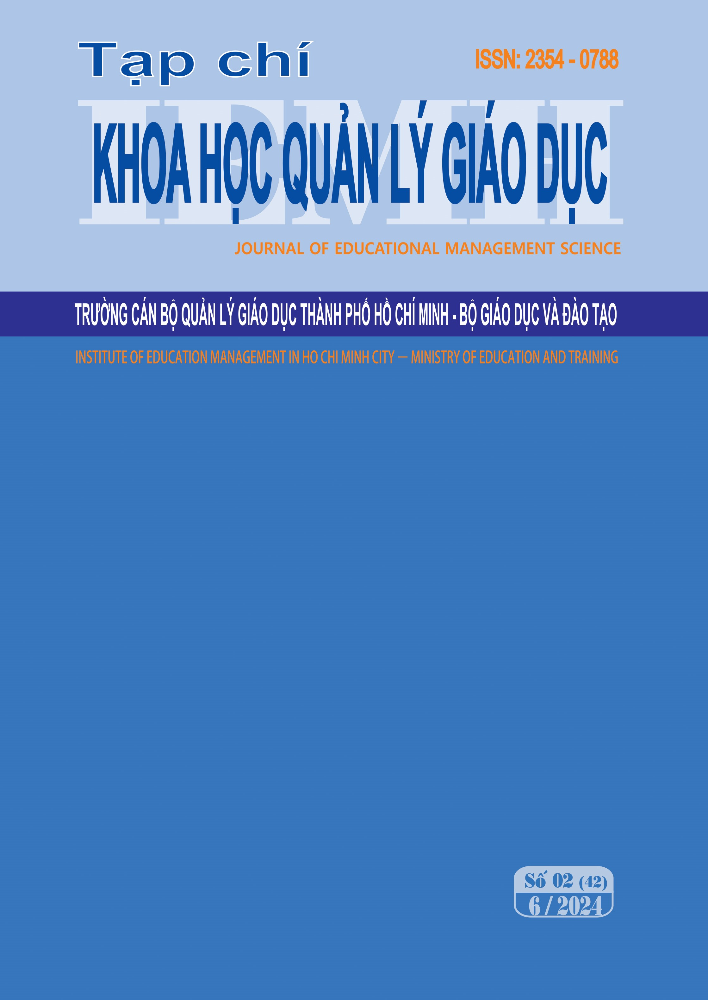 Tạp chí
ISSN: 2354 - 0788
IEMH
KHOA HỌC QUẢN LÝ GIÁO DỤC
JOURNAL OF EDUCATIONAL MANAGEMENT SCIENCE
TRƯỜNG CÁN BỘ QUẢN LÝ GIÁO DỤC THÀNH PHỐ HỒ CHÍ MINH - BỘ GIÁO DỤC VÀ ĐÀO TẠO
INSTITUTE OF EDUCATION MANAGEMENT IN HO CHI MINH CITY — MINISTRY OF EDUCATION AND TRAINING
Số 02 (42)
6 / 2024